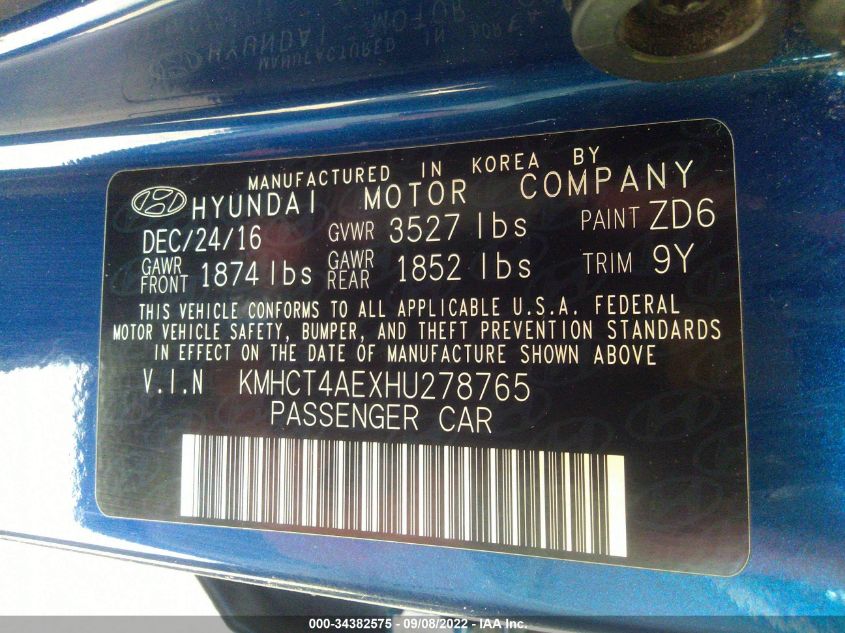 MANUFACTURED IN KOREA BY
HYUNDAI MOTOR COMPANY
DEC/24/16 GVWR 3527 lbs PAINT ZD6
GAWR FRONT 1874 lbs GAWR REAR 1852 lbs TRIM 9Y
THIS VEHICLE CONFORMS TO ALL APPLICABLE U.S.A. FEDERAL
MOTOR VEHICLE SAFETY, BUMPER, AND THEFT PREVENTION STANDARDS
IN EFFECT ON THE DATE OF MANUFACTURE SHOWN ABOVE
V.I.N KMHCT4AEXHU278765
PASSENGER CAR
000-34382575 - 09/08/2022 - IAA Inc.